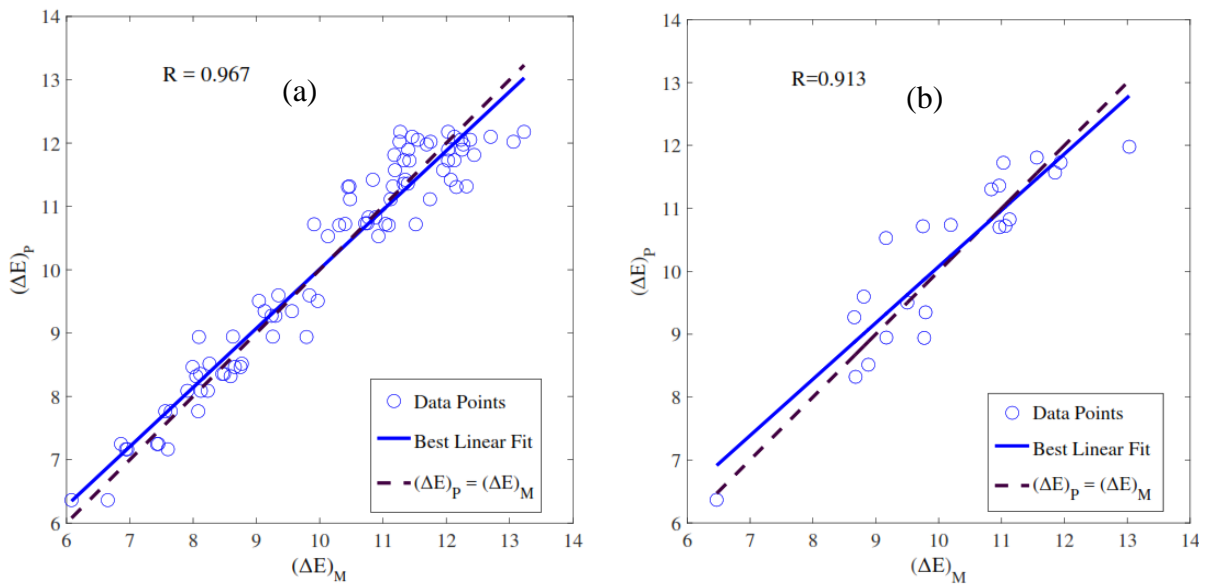 14
13
12
11
10
9
8
7
6
(ΔE)P
R = 0.967
(a)
Data Points
Best Linear Fit
(ΔE)P = (ΔE)M
6 7 8 9 10 11 12 13 14
(ΔE)M
14
13
12
11
10
9
8
7
6
(ΔE)P
R=0.913
(b)
Data Points
Best Linear Fit
(ΔE)P = (ΔE)M
6 7 8 9 10 11 12 13 14
(ΔE)M